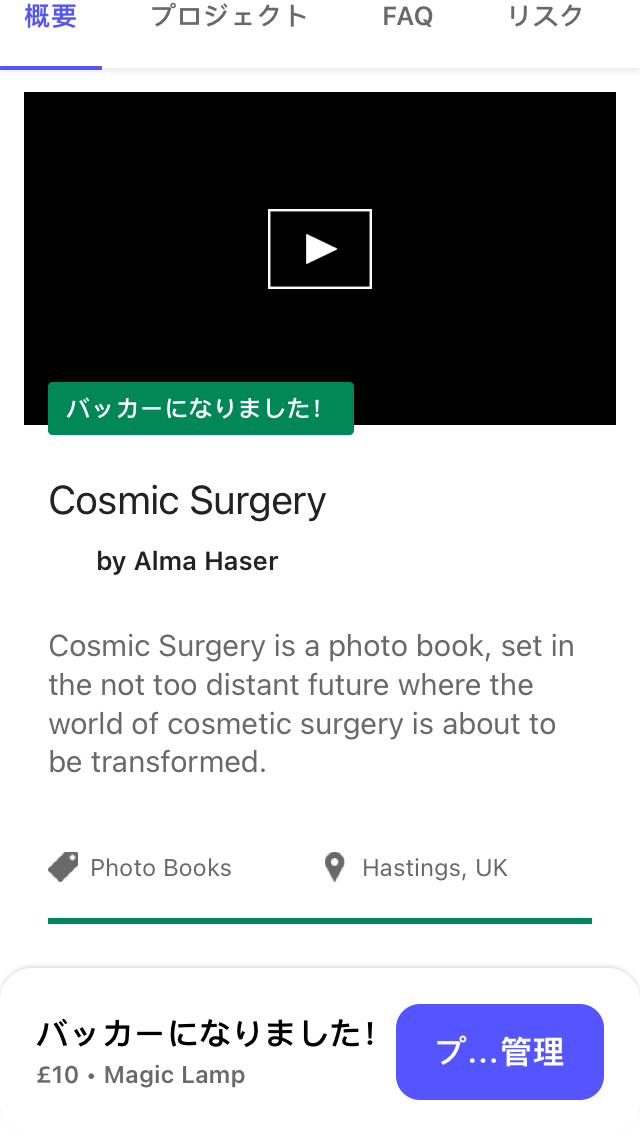 概要 プロジェクト FAQ リスク
バッカーになりました!
Cosmic Surgery
by Alma Haser
Cosmic Surgery is a photo book, set in
the not too distant future where the
world of cosmetic surgery is about to
be transformed.
Photo Books Hastings, UK
バッカーになりました!
£10 • Magic Lamp
プ…管理